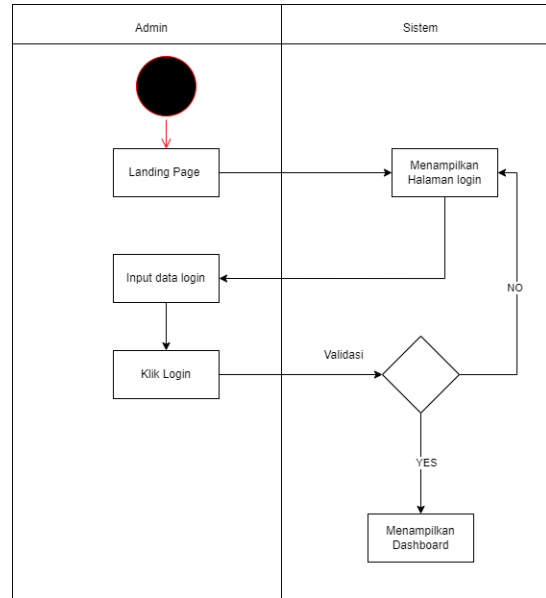 Admin
Sistem
Landing Page
Menampilkan
Halaman login
Input data login
NO
Validasi
Klik Login
YES
Menampilkan
Dashboard